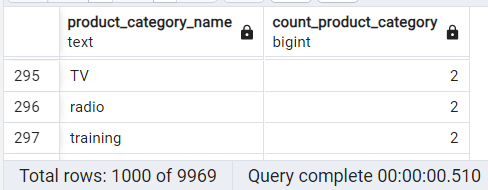 product_category_name count_product_category
text bigint
295 TV 2
296 radio 2
297 training 2
Total rows: 1000 of 9969 Query complete 00:00:00.510